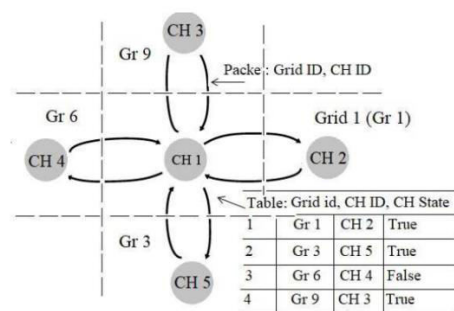 CH 3
Gr 9
Packe : Grid ID, CH ID
Gr 6
Grid 1 (Gr 1)
CH 4
CH 1
CH 2
Table: Grid id, CH ID, CH State
1 Gr 1 CH 2 True
Gr 3
2 Gr 3 CH 5 True
3 Gr 6 CH 4 False
CH 5
4 Gr 9 CH 3 True